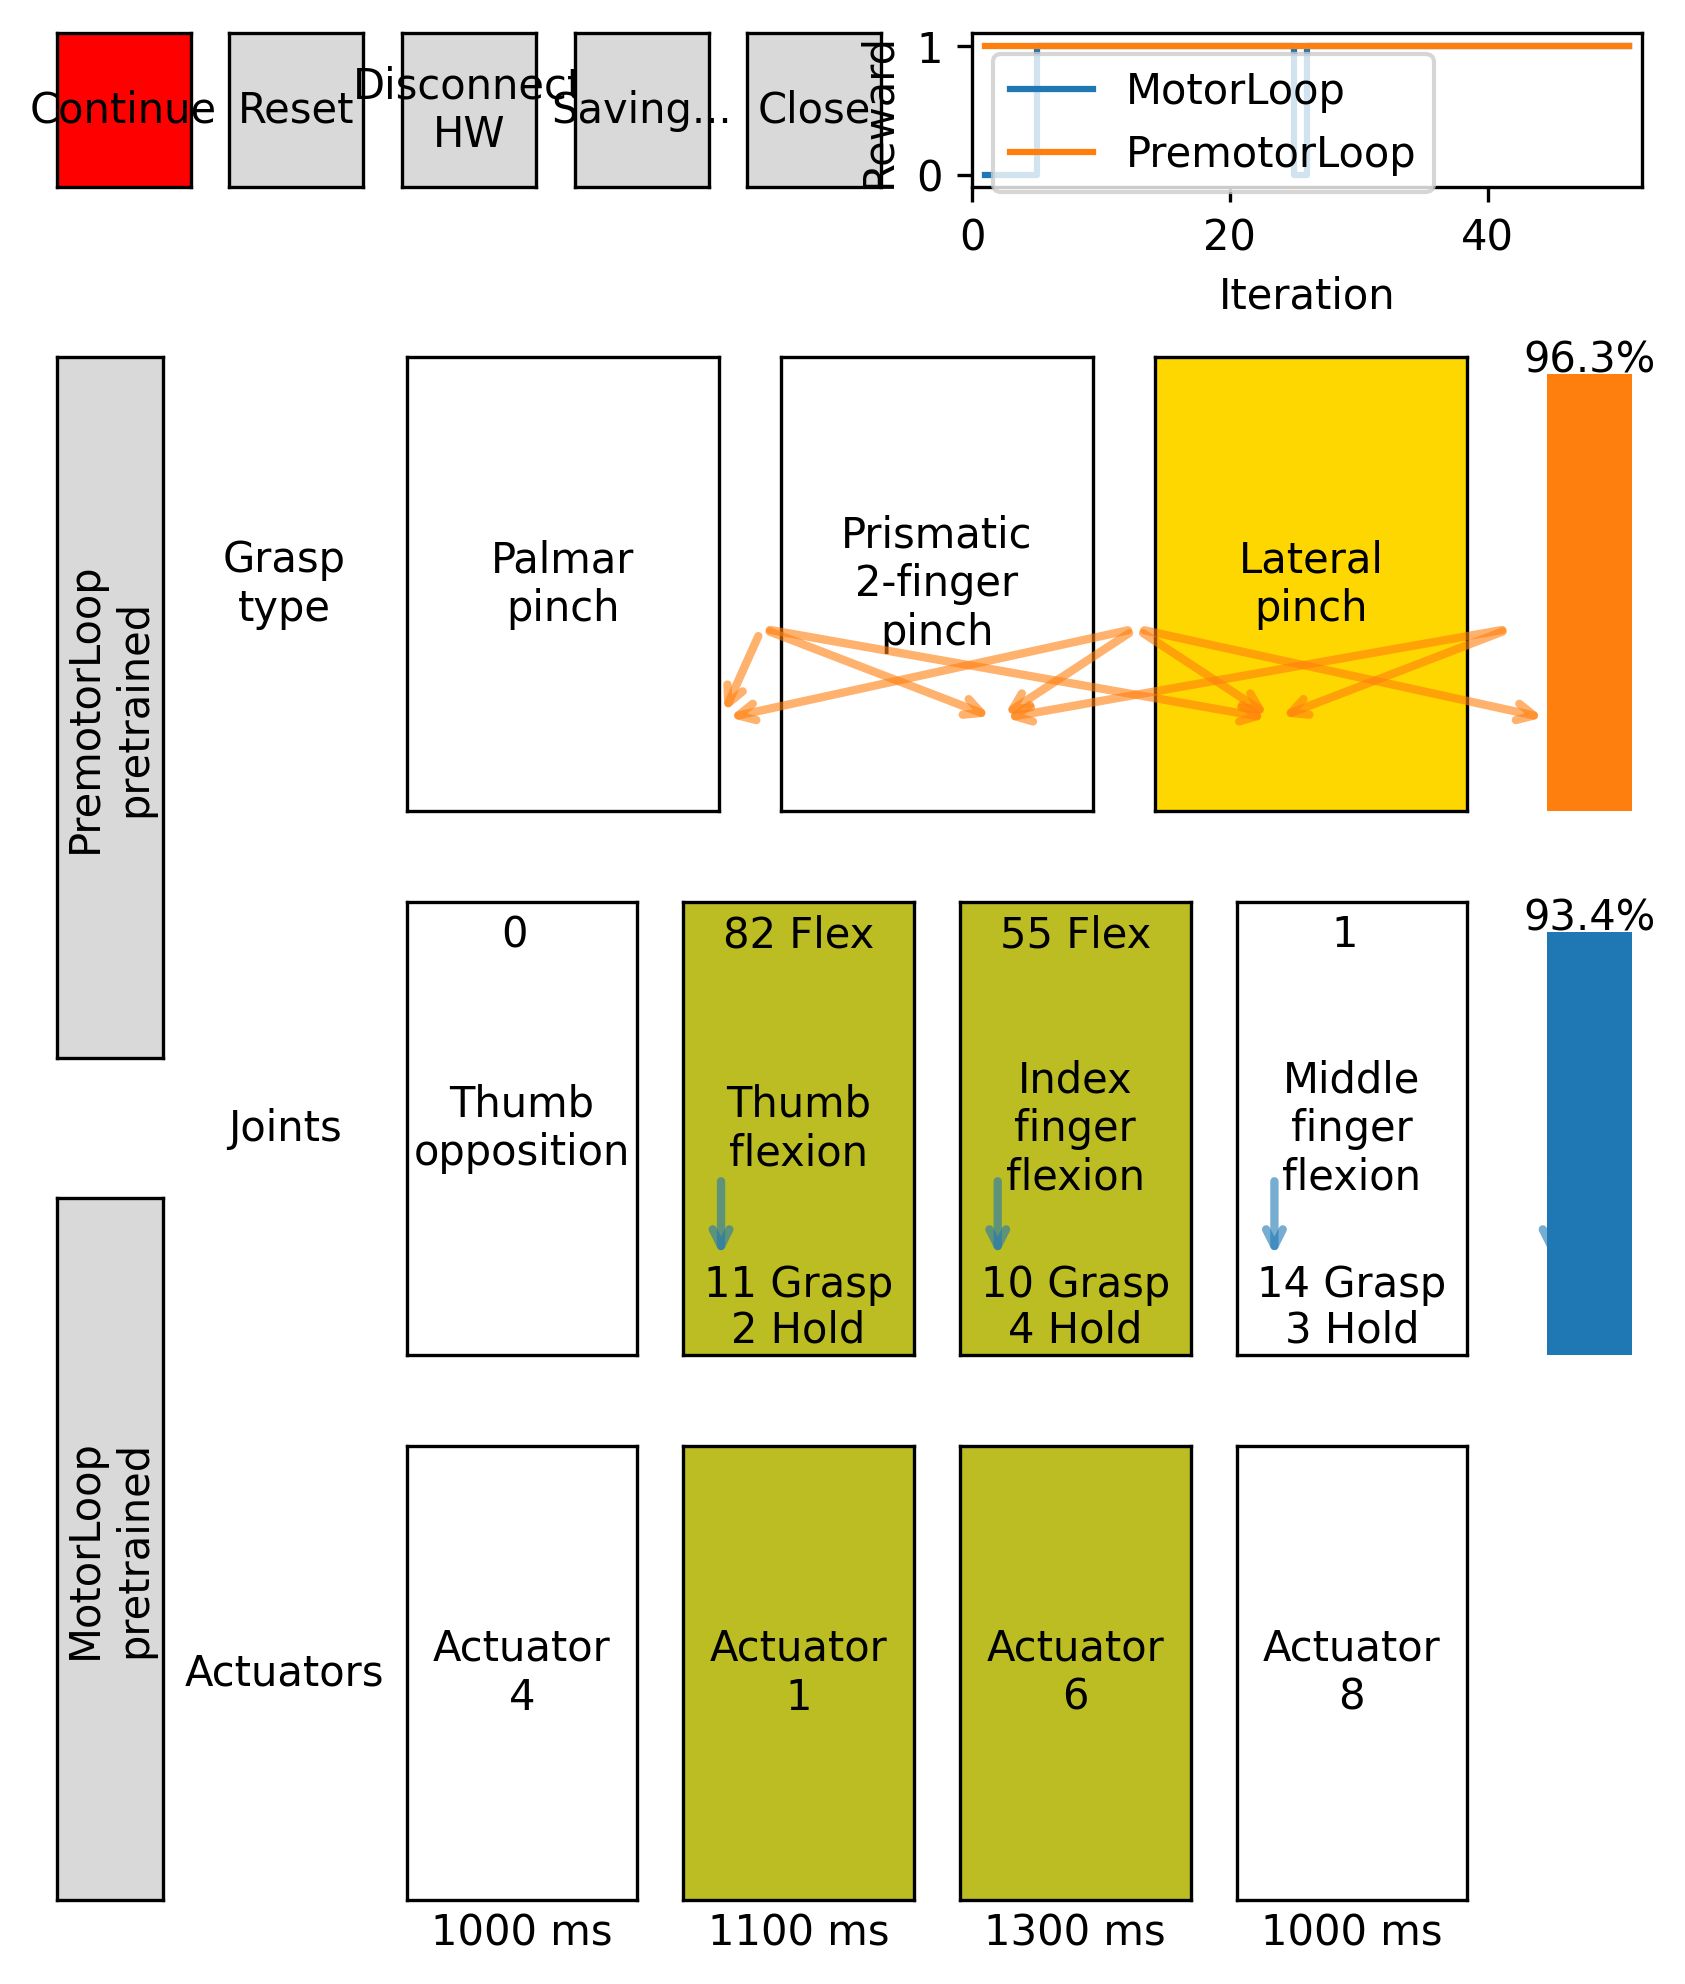 Continue
Reset
Disconnect
HW
Saving...
Close
Reward
1
0
MotorLoop
PremotorLoop
0
20
40
Iteration
PremotorLoop
pretrained
Grasp
type
Palmar
pinch
Prismatic
2-finger
pinch
Lateral
pinch
96.3%
Joints
0
Thumb
opposition
82 Flex
Thumb
flexion
11 Grasp
2 Hold
55 Flex
Index
finger
flexion
10 Grasp
4 Hold
1
Middle
finger
flexion
14 Grasp
3 Hold
93.4%
MotorLoop
pretrained
Actuators
Actuator
4
Actuator
1
Actuator
6
Actuator
8
1000 ms
1100 ms
1300 ms
1000 ms